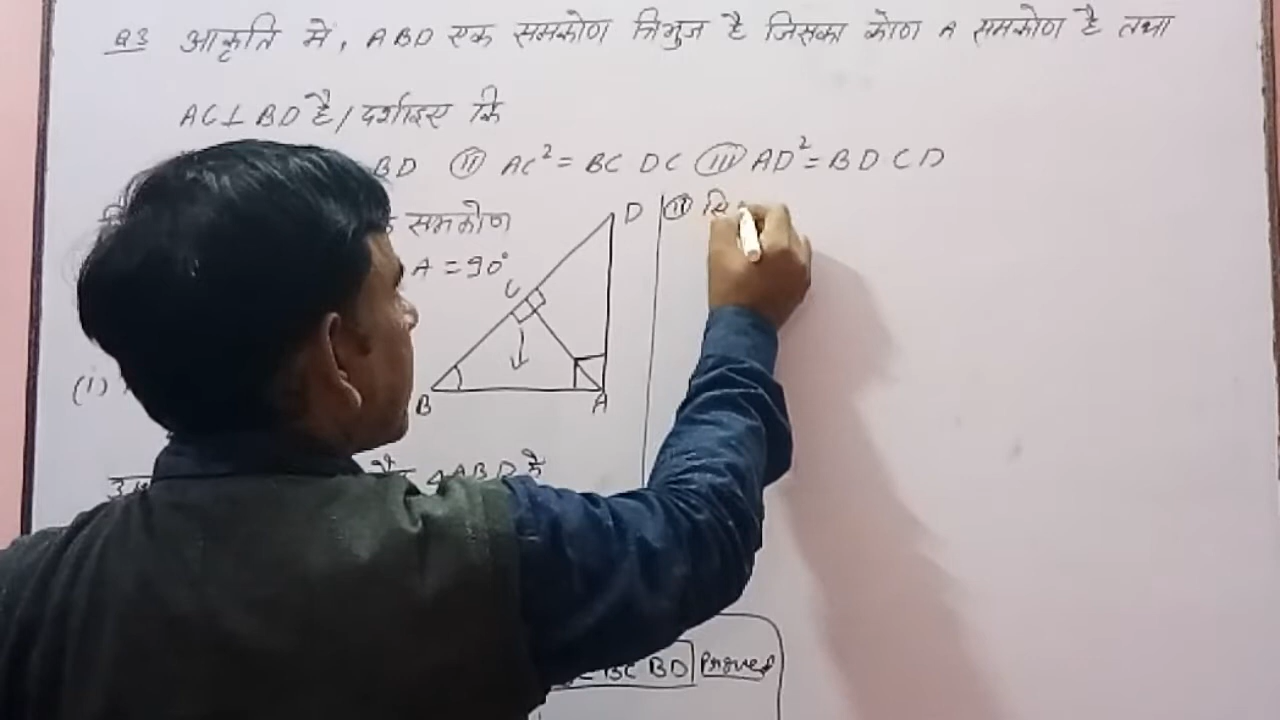 Q3 आकृति में, ABD एक समकोण त्रिभुज है जिसका कोण A समकोण है तथा
AC⊥BD है/ दर्शाइए कि
BD (II) AC² = BC DC (III) AD² = BD CD
समकोण
A = 90°
D
C
B
A
(i)
ΔABD है
BC BD Proved
(II) सि